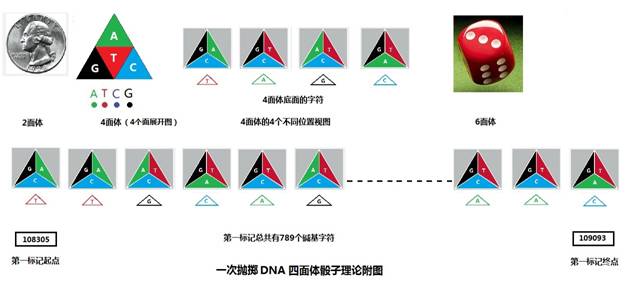 A
G T C
A T C G
G A C G T C A T C G T A
T A G C
4面体底面的字符
2面体 4面体（4个面展开图） 4面体的4个不同位置视图 6面体
T T G C A G A A C
108305 第一标记总共有789个碱基字符 109093
第一标记起点 第一标记终点
一次抛掷 DNA 四面体骰子理论附图